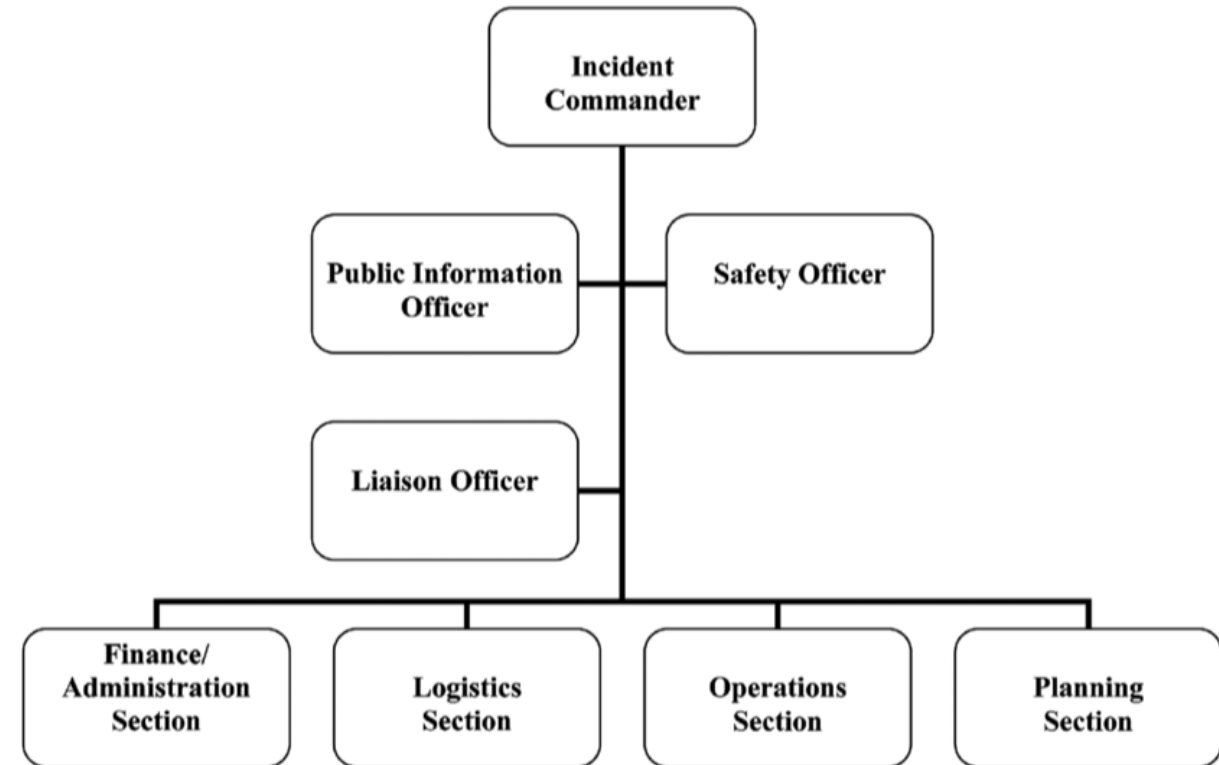 Incident
Commander
Public Information
Officer
Safety Officer
Liaison Officer
Finance/
Administration
Section
Logistics
Section
Operations
Section
Planning
Section